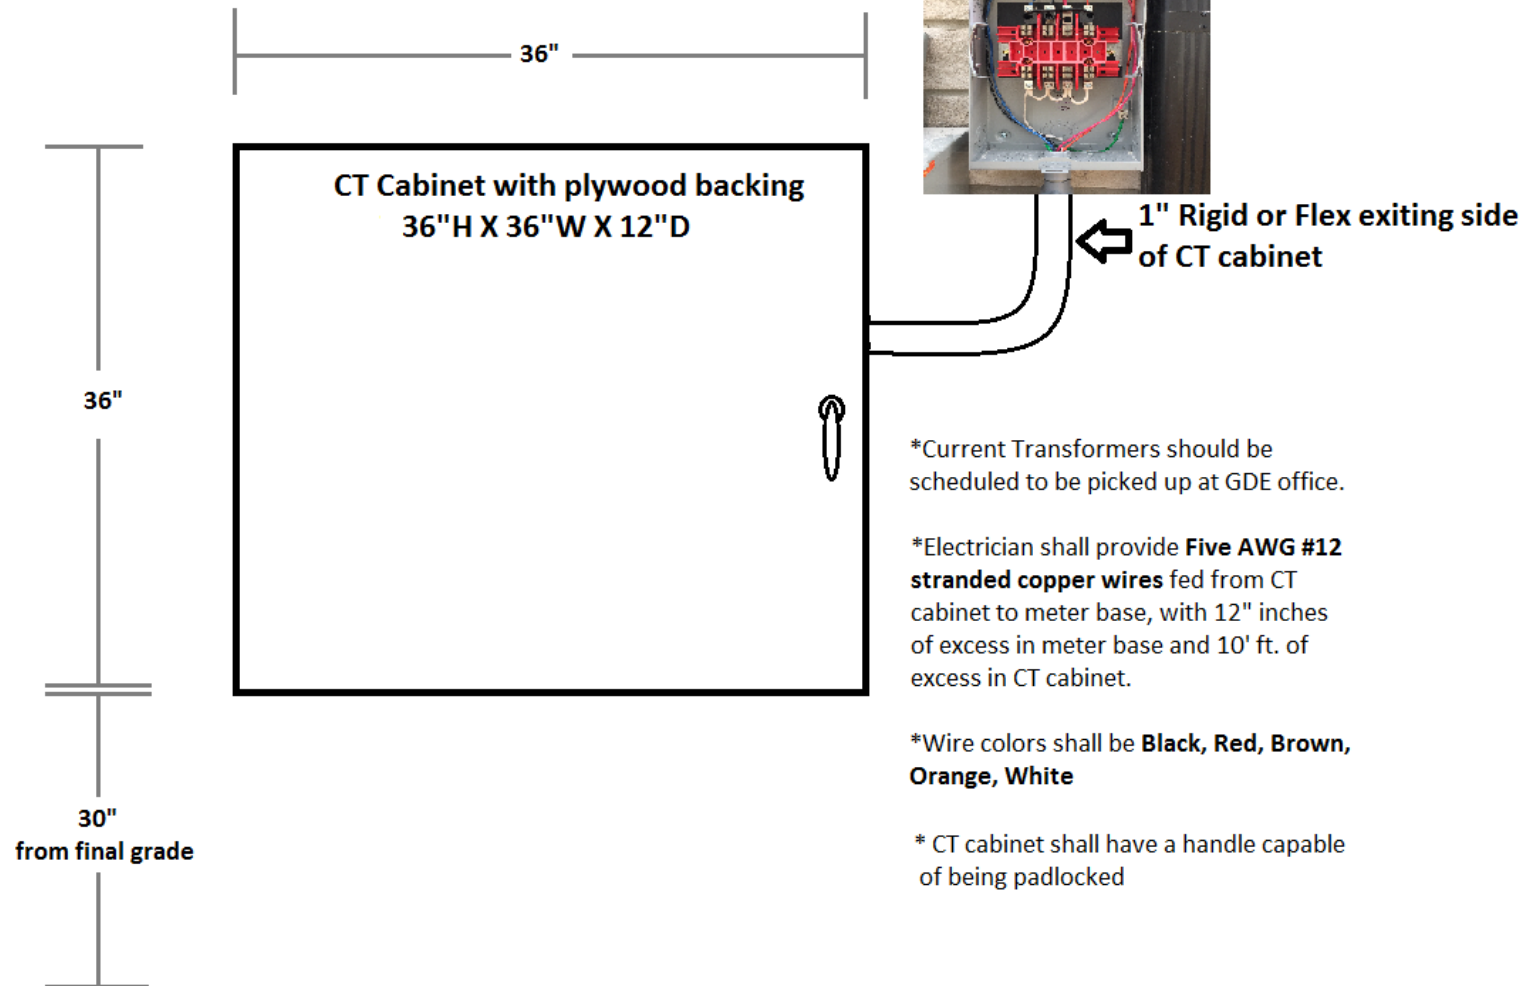 36"
CT Cabinet with plywood backing
36"H X 36"W X 12"D
1" Rigid or Flex exiting side
of CT cabinet
36"
*Current Transformers should be
scheduled to be picked up at GDE office.
*Electrician shall provide Five AWG #12
stranded copper wires fed from CT
cabinet to meter base, with 12" inches
of excess in meter base and 10' ft. of
excess in CT cabinet.
*Wire colors shall be Black, Red, Brown,
Orange, White
30"
from final grade
* CT cabinet shall have a handle capable
of being padlocked